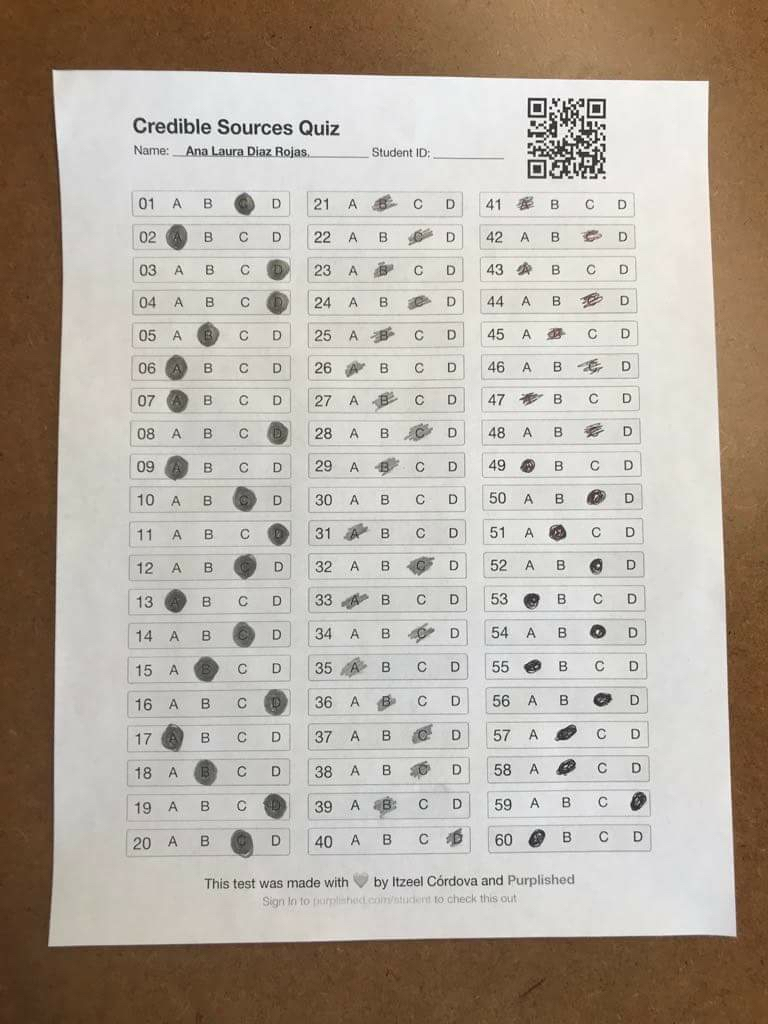 Credible Sources Quiz
Name: Ana Laura Diaz Rojas. Student ID:
01 A B C D
02 A B C D
03 A B C D
04 A B C D
05 A B C D
06 A B C D
07 A B C D
08 A B C D
09 A B C D
10 A B C D
11 A B C D
12 A B C D
13 A B C D
14 A B C D
15 A B C D
16 A B C D
17 A B C D
18 A B C D
19 A B C D
20 A B C D
21 A B C D
22 A B C D
23 A B C D
24 A B C D
25 A B C D
26 A B C D
27 A B C D
28 A B C D
29 A B C D
30 A B C D
31 A B C D
32 A B C D
33 A B C D
34 A B C D
35 A B C D
36 A B C D
37 A B C D
38 A B C D
39 A B C D
40 A B C D
41 A B C D
42 A B C D
43 A B C D
44 A B C D
45 A C D
46 A B C D
47 B C D
48 A B C D
49 B C D
50 A B D
51 A C D
52 A B D
53 B C D
54 A B D
55 B C D
56 A B D
57 A C D
58 A C D
59 A B C
60 B C D
This test was made with by Itzeel Córdova and Purplished
Sign In to purplished.com/student to check this out